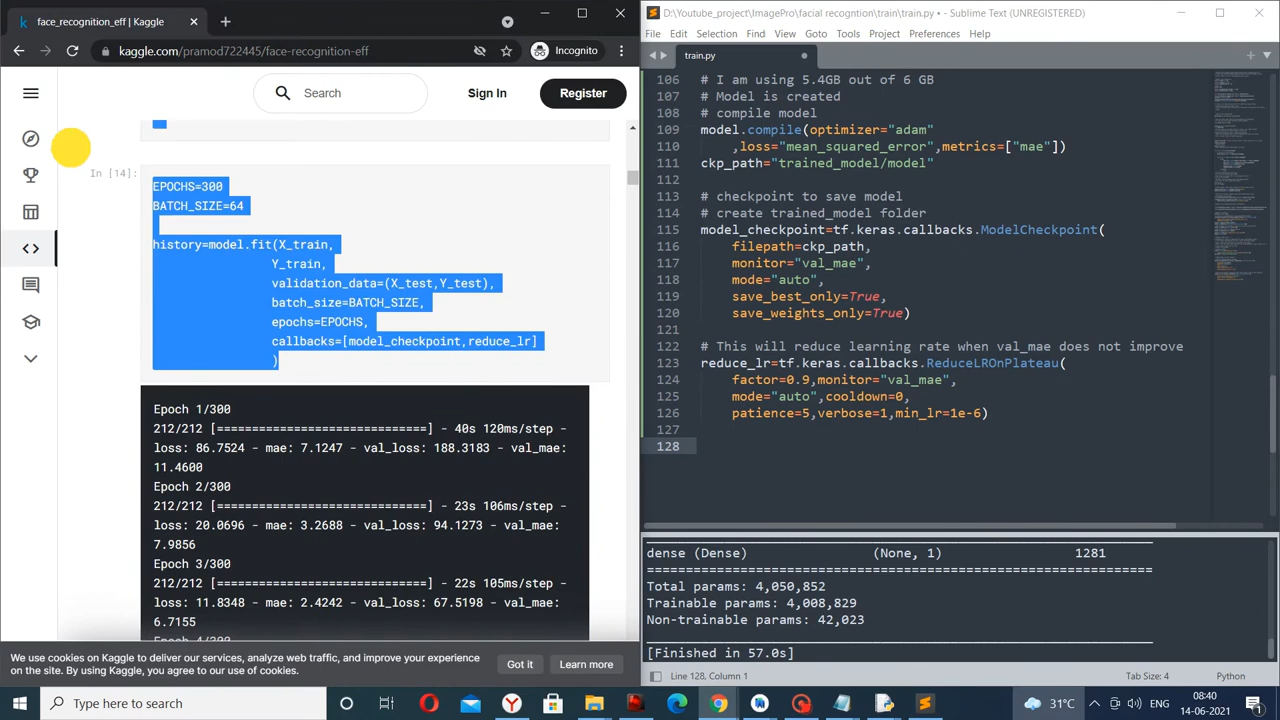 face_recognition_eff | Kaggle
kaggle.com/pramod722445/face-recognition-eff
Incognito
Search
Sign In
Register
In [14]:
EPOCHS=300
BATCH_SIZE=64
history=model.fit(X_train,
Y_train,
validation_data=(X_test,Y_test),
batch_size=BATCH_SIZE,
epochs=EPOCHS,
callbacks=[model_checkpoint,reduce_lr]
)
Epoch 1/300
212/212 [==============================] - 40s 120ms/step -
loss: 86.7524 - mae: 7.1247 - val_loss: 188.3183 - val_mae:
11.4600
Epoch 2/300
212/212 [==============================] - 23s 106ms/step -
loss: 20.0696 - mae: 3.2688 - val_loss: 94.1273 - val_mae:
7.9856
Epoch 3/300
212/212 [==============================] - 22s 105ms/step -
loss: 11.8348 - mae: 2.4242 - val_loss: 67.5198 - val_mae:
6.7155
Epoch 4/300
We use cookies on Kaggle to deliver our services, analyze web traffic, and improve your experience
on the site. By using Kaggle, you agree to our use of cookies.
Got it
Learn more
D:\Youtube_project\ImagePro\facial recogntion\train\train.py • - Sublime Text (UNREGISTERED)
File Edit Selection Find View Goto Tools Project Preferences Help
train.py
106 # I am using 5.4GB out of 6 GB
107 # Model is created
108 # compile model
109 model.compile(optimizer="adam"
110 ,loss="mean_squared_error",metrics=["mae"])
111 ckp_path="trained_model/model"
112
113 # checkpoint to save model
114 # create trained_model folder
115 model_checkpoint=tf.keras.callbacks.ModelCheckpoint(
116 filepath=ckp_path,
117 monitor="val_mae",
118 mode="auto",
119 save_best_only=True,
120 save_weights_only=True)
121
122 # This will reduce learning rate when val_mae does not improve
123 reduce_lr=tf.keras.callbacks.ReduceLROnPlateau(
124 factor=0.9,monitor="val_mae",
125 mode="auto",cooldown=0,
126 patience=5,verbose=1,min_lr=1e-6)
127
128
dense (Dense) (None, 1) 1281
=================================================================
Total params: 4,050,852
Trainable params: 4,008,829
Non-trainable params: 42,023
[Finished in 57.0s]
Line 128, Column 1
Tab Size: 4
Python
Type here to search
31°C
ENG
08:40
14-06-2021